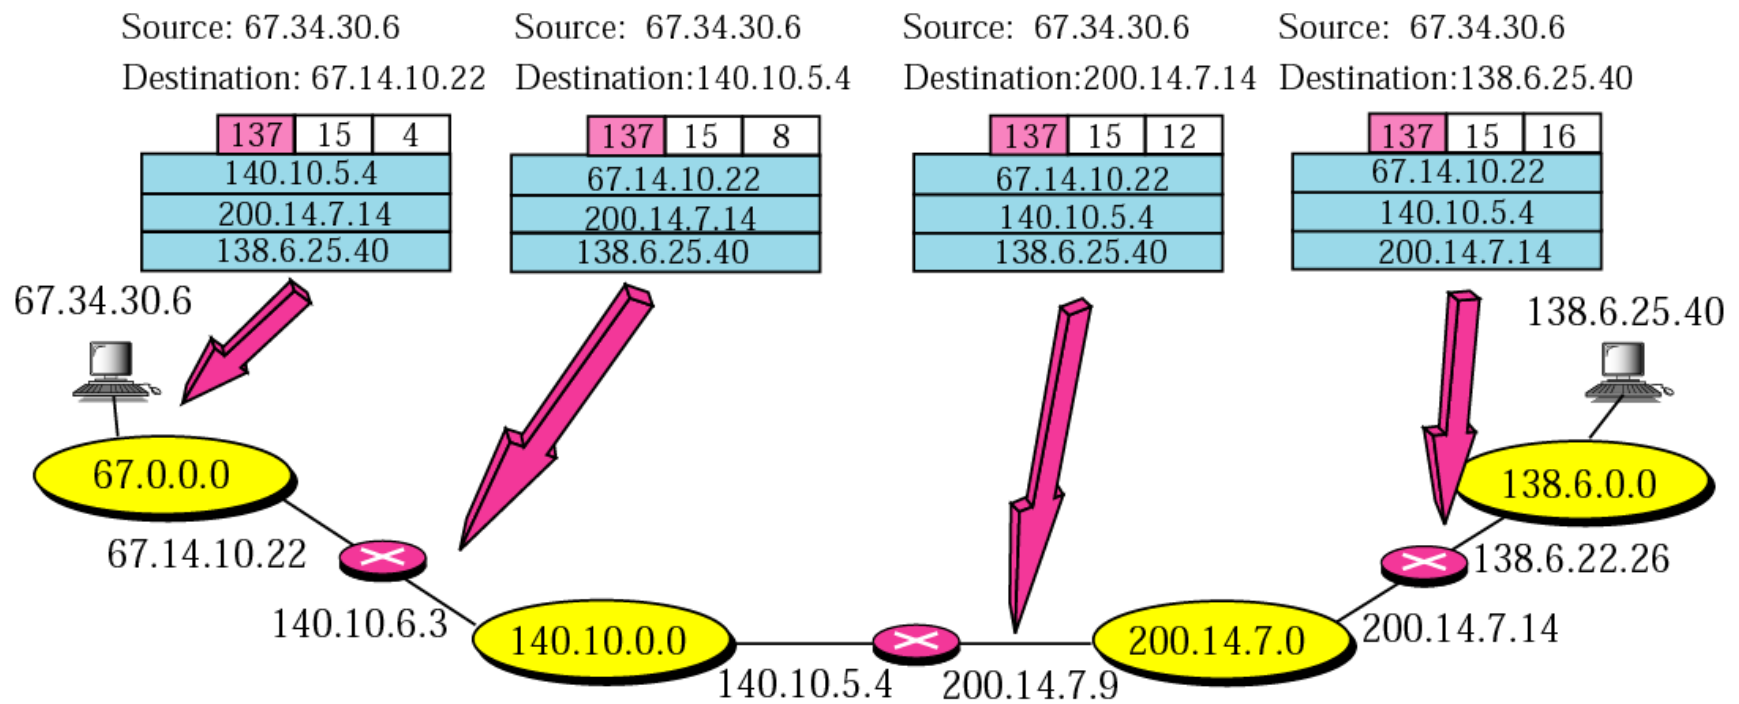 Source: 67.34.30.6
Destination: 67.14.10.22
137 15 4
140.10.5.4
200.14.7.14
138.6.25.40
Source: 67.34.30.6
Destination:140.10.5.4
137 15 8
67.14.10.22
200.14.7.14
138.6.25.40
Source: 67.34.30.6
Destination:200.14.7.14
137 15 12
67.14.10.22
140.10.5.4
138.6.25.40
Source: 67.34.30.6
Destination:138.6.25.40
137 15 16
67.14.10.22
140.10.5.4
200.14.7.14
67.34.30.6
138.6.25.40
67.0.0.0
138.6.0.0
67.14.10.22
138.6.22.26
140.10.6.3
140.10.0.0
200.14.7.0
200.14.7.14
140.10.5.4
200.14.7.9